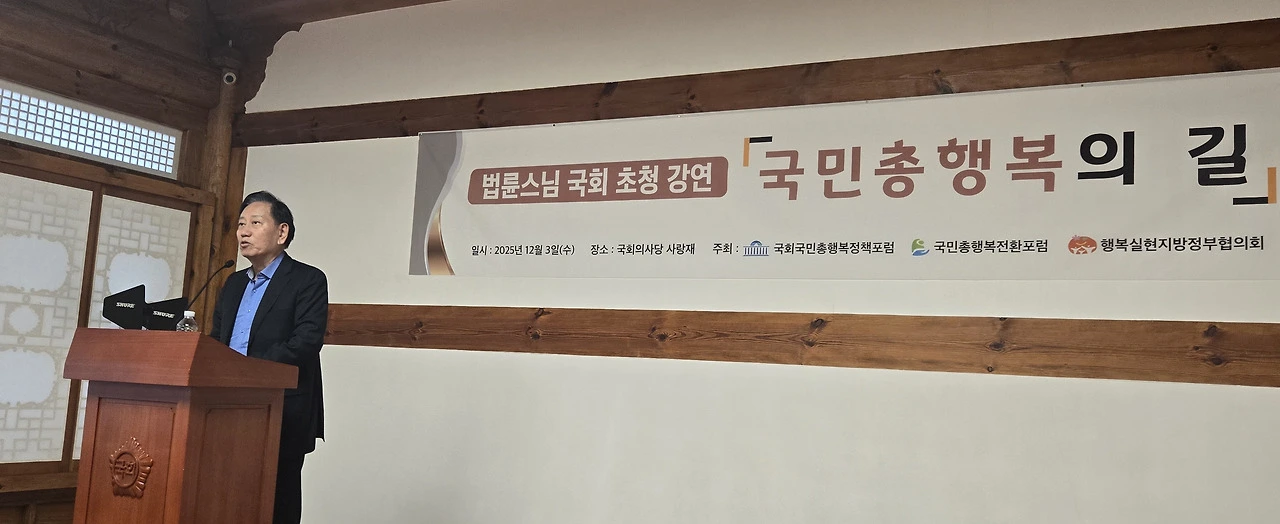 법륜스님 국회 초청 강연 「국민총행복의 길」
일시 : 2025년 12월 3일(수) 장소 : 국회의사당 사랑재 주최 : 국회국민총행복정책포럼 국민총행복전환포럼 행복실현지방정부협의회
SHURE
SHURE
국회